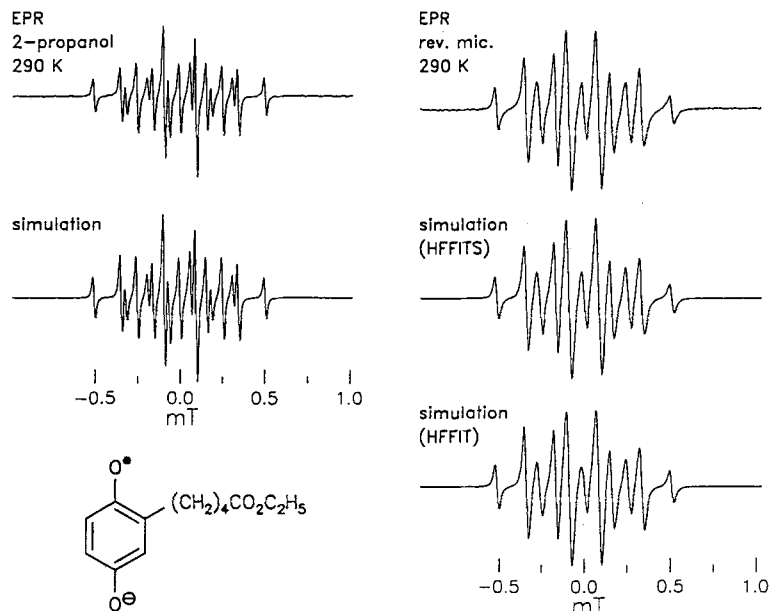 EPR
2-propanol
290 K
simulation
-0.5 0.0 0.5 1.0
mT
O•
(CH₂)₄CO₂C₂H₅
O⊖
EPR
rev. mic.
290 K
simulation
(HFFITS)
simulation
(HFFIT)
-0.5 0.0 0.5 1.0
mT